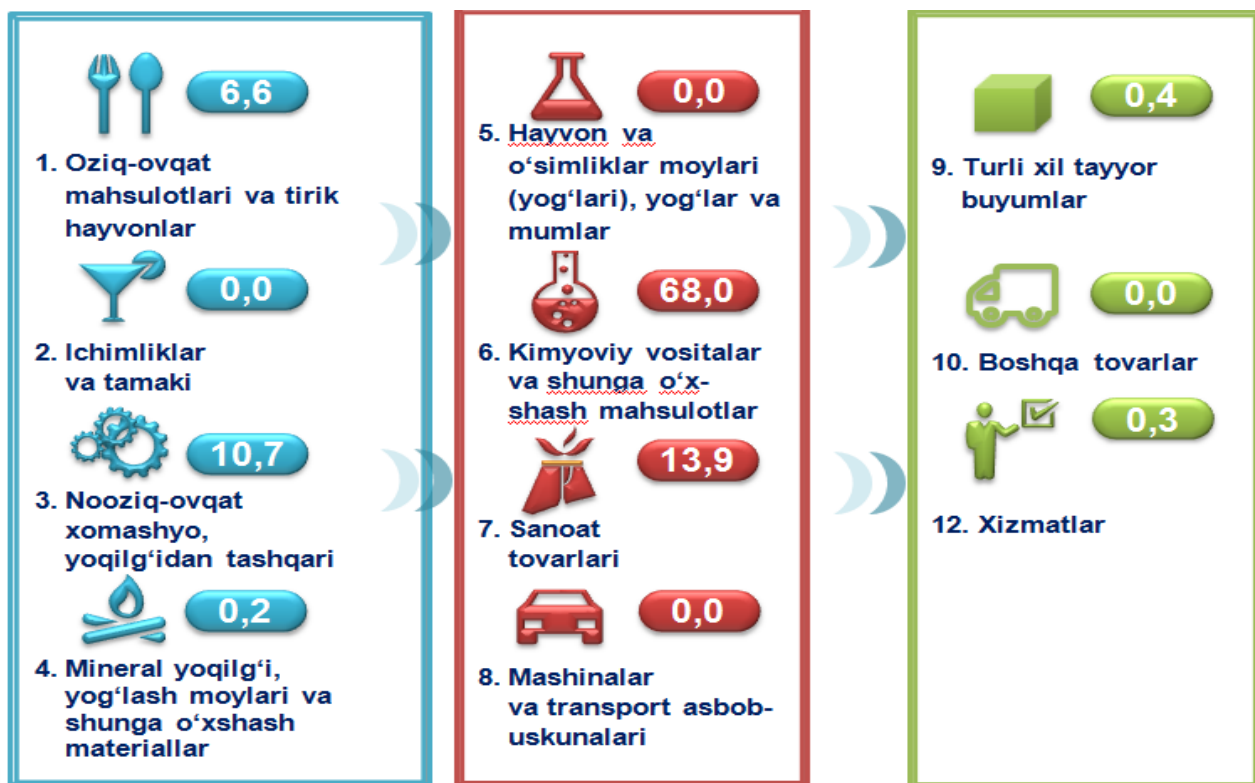 6,6
1. Oziq-ovqat
mahsulotlari va tirik
hayvonlar
0,0
2. Ichimliklar
va tamaki
10,7
3. Nooziq-ovqat
xomashyo,
yoqilg‘idan tashqari
0,2
4. Mineral yoqilg‘i,
yog‘lash moylari va
shunga o‘xshash
materiallar
0,0
5. Hayvon va
o‘simliklar moylari
(yog‘lari), yog‘lar va
mumlar
68,0
6. Kimyoviy vositalar
va shunga o‘x-
shash mahsulotlar
13,9
7. Sanoat
tovarlari
0,0
8. Mashinalar
va transport asbob-
uskunalari
0,4
9. Turli xil tayyor
buyumlar
0,0
10. Boshqa tovarlar
0,3
12. Xizmatlar